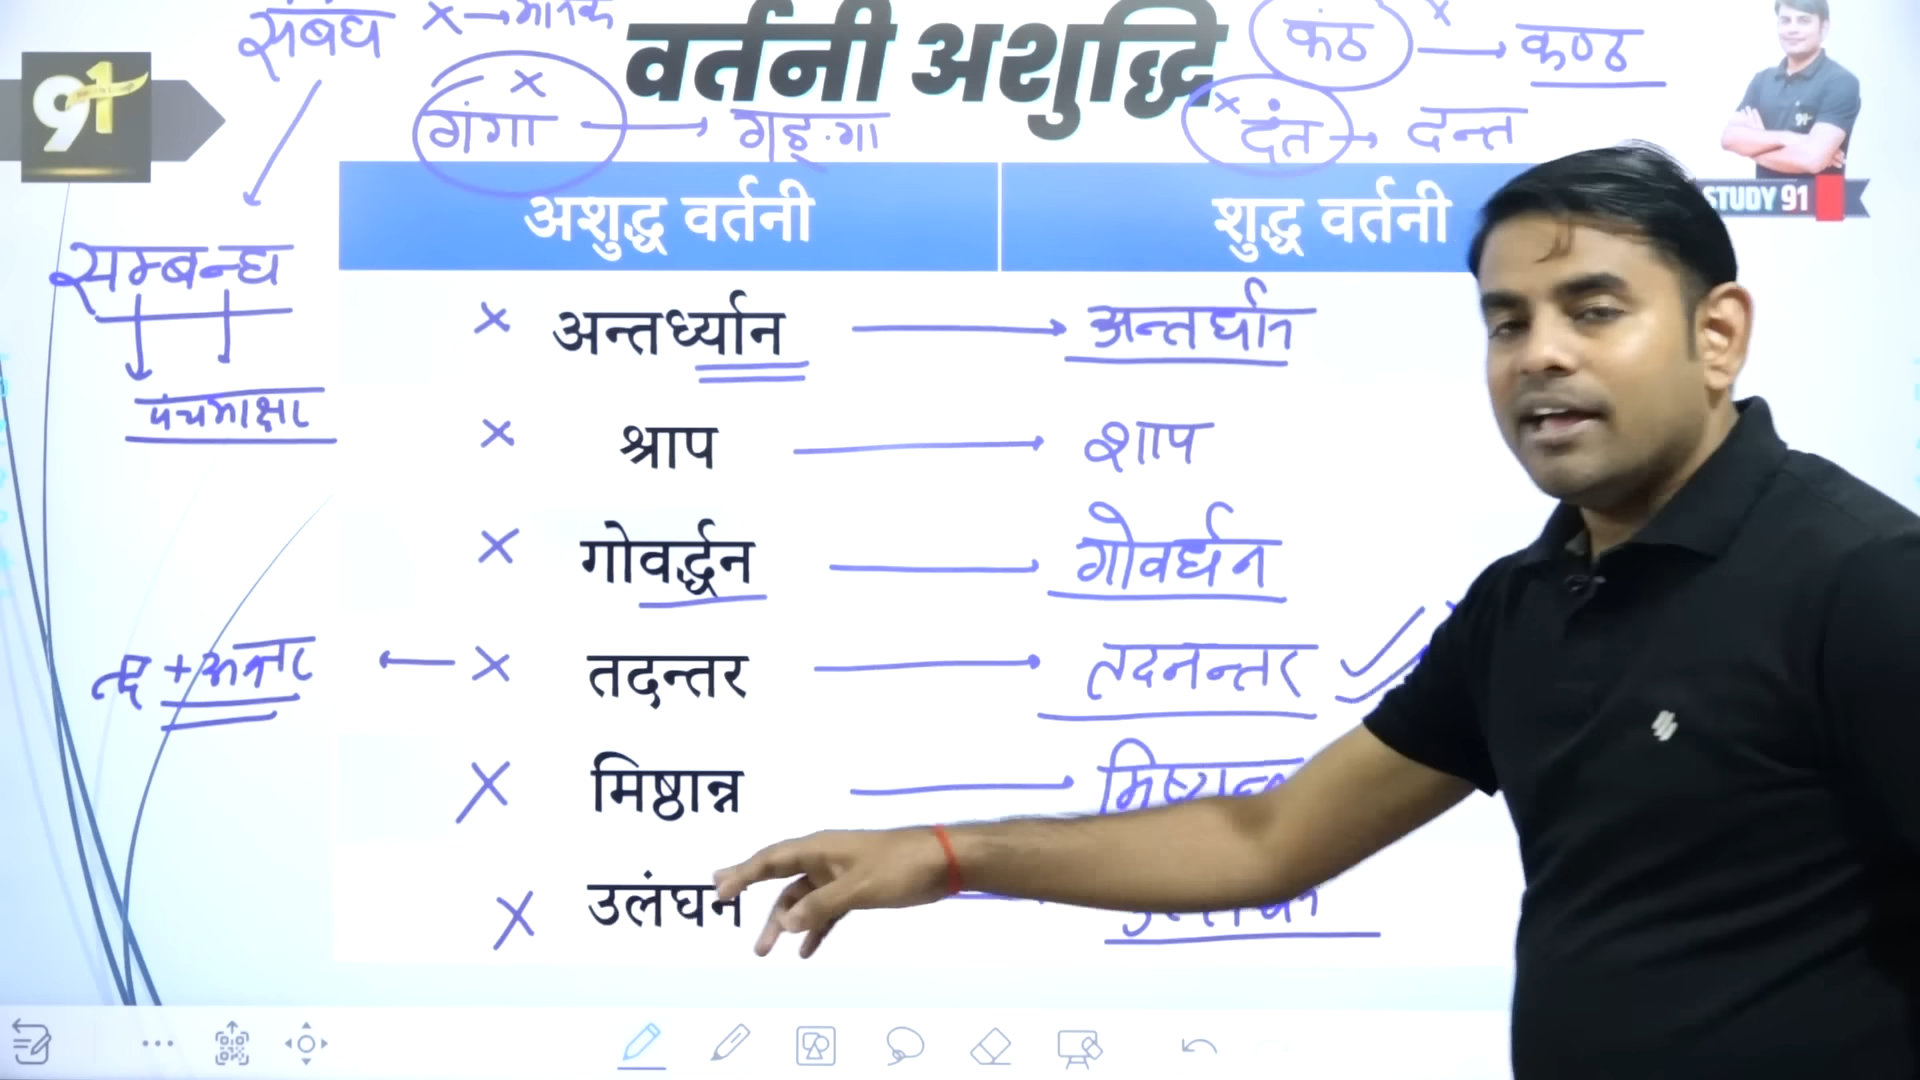 संबंध × → मानक
वर्तनी अशुद्धि
कंठ × → कण्ठ
91
गंगा × → गङ्गा
× दंत → दन्त
STUDY 91
अशुद्ध वर्तनी शुद्ध वर्तनी
सम्बन्ध
पंचमाक्षर
× अन्तर्ध्यान → अन्तर्धान
× श्राप → शाप
× गोवर्द्धन → गोवर्धन
तद् + अनन्तर ← × तदन्तर → तदनन्तर
× मिष्ठान्न →
× उलंघन